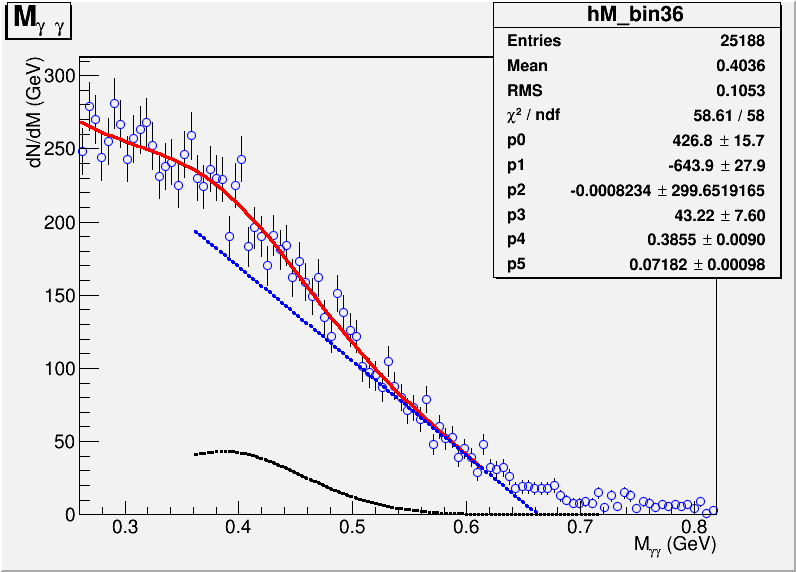 M γ γ
hM_bin36
Entries 25188
Mean 0.4036
RMS 0.1053
χ² / ndf 58.61 / 58
p0 426.8 ± 15.7
p1 -643.9 ± 27.9
p2 -0.0008234 ± 299.6519165
p3 43.22 ± 7.60
p4 0.3855 ± 0.0090
p5 0.07182 ± 0.00098
dN/dM (GeV)
300
250
200
150
100
50
0
0.3 0.4 0.5 0.6 0.7 0.8
Mγγ (GeV)